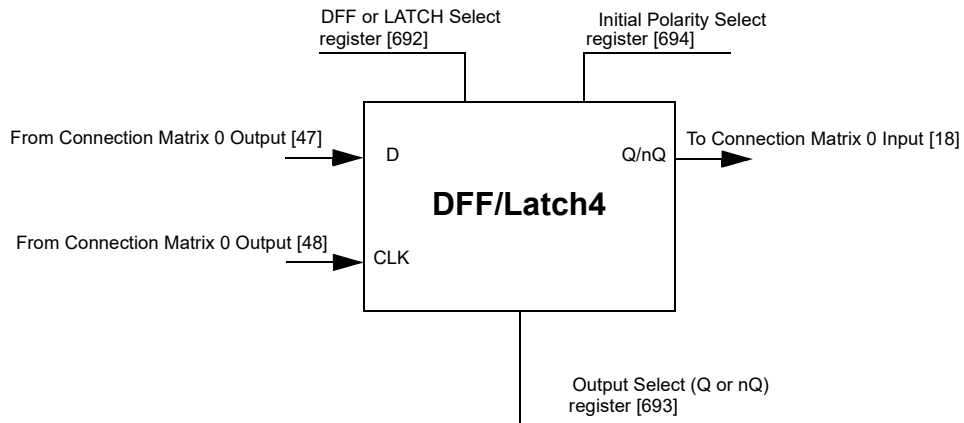 DFF or LATCH Select
register [692]
Initial Polarity Select
register [694]
From Connection Matrix 0 Output [47]
D
Q/nQ
To Connection Matrix 0 Input [18]
DFF/Latch4
From Connection Matrix 0 Output [48]
CLK
Output Select (Q or nQ)
register [693]